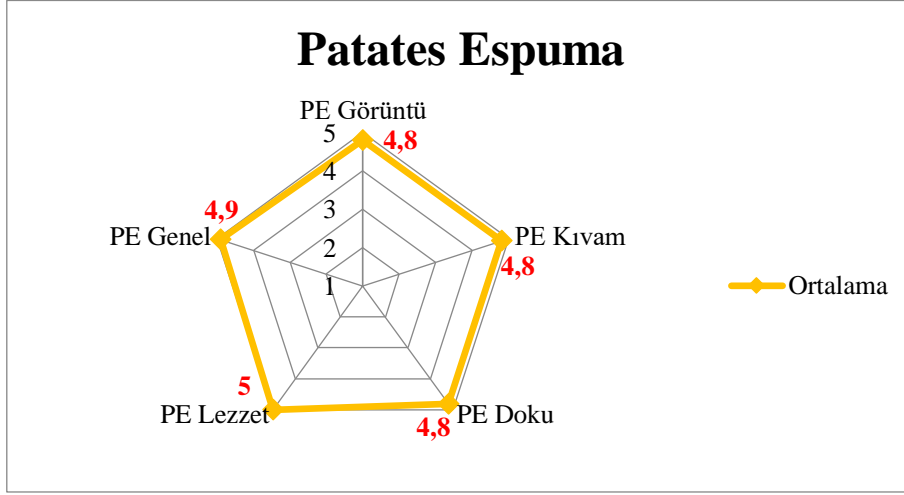 Patates Espuma
PE Görüntü
5
4,8
4
3
2
1
4,9
PE Genel
PE Kıvam
4,8
Ortalama
5
PE Lezzet
PE Doku
4,8